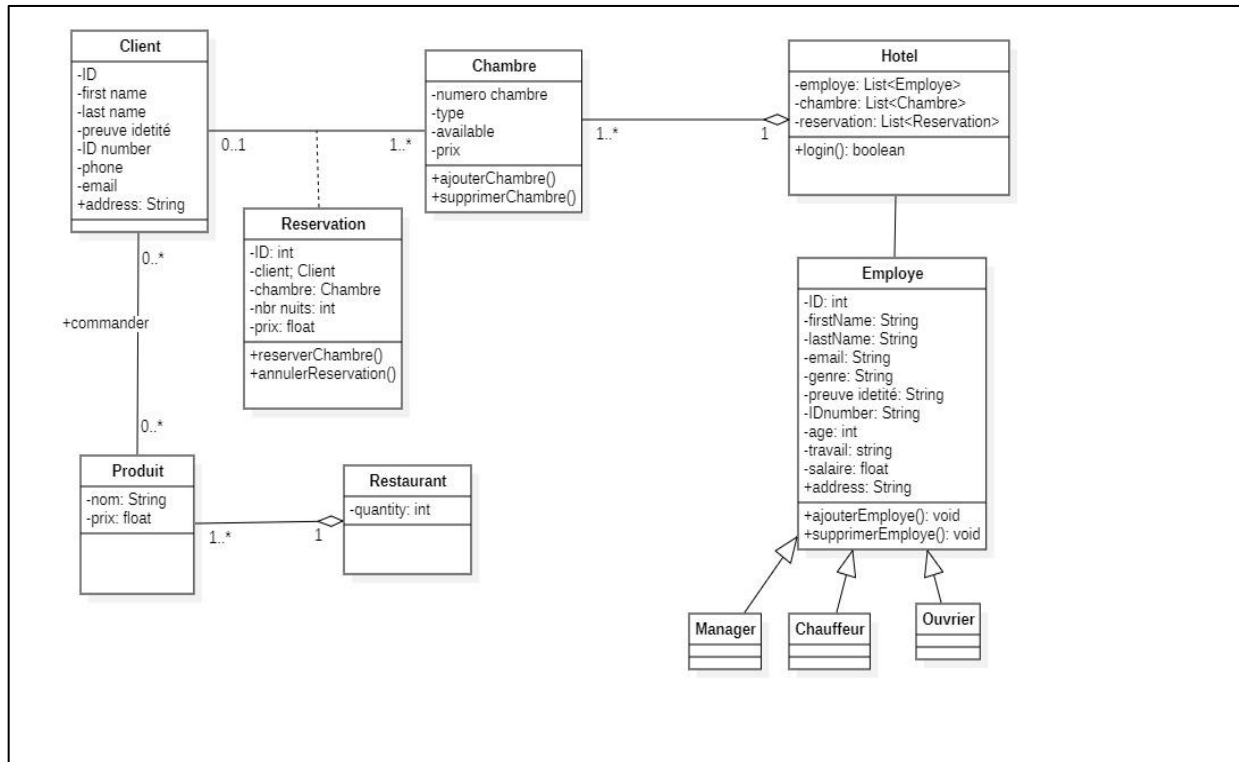 Client
-ID
-first name
-last name
-preuve idetité
-ID number
-phone
-email
+address: String
0..1
1..*
Chambre
-numero chambre
-type
-available
-prix
+ajouterChambre()
+supprimerChambre()
1..*
1
Hotel
-employe: List<Employe>
-chambre: List<Chambre>
-reservation: List<Reservation>
+login(): boolean
Reservation
-ID: int
-client; Client
-chambre: Chambre
-nbr nuits: int
-prix: float
+reserverChambre()
+annulerReservation()
0..*
+commander
0..*
Employe
-ID: int
-firstName: String
-lastName: String
-email: String
-genre: String
-preuve idetité: String
-IDnumber: String
-age: int
-travail: string
-salaire: float
+address: String
+ajouterEmploye(): void
+supprimerEmploye(): void
Produit
-nom: String
-prix: float
1..*
1
Restaurant
-quantity: int
Manager
Chauffeur
Ouvrier